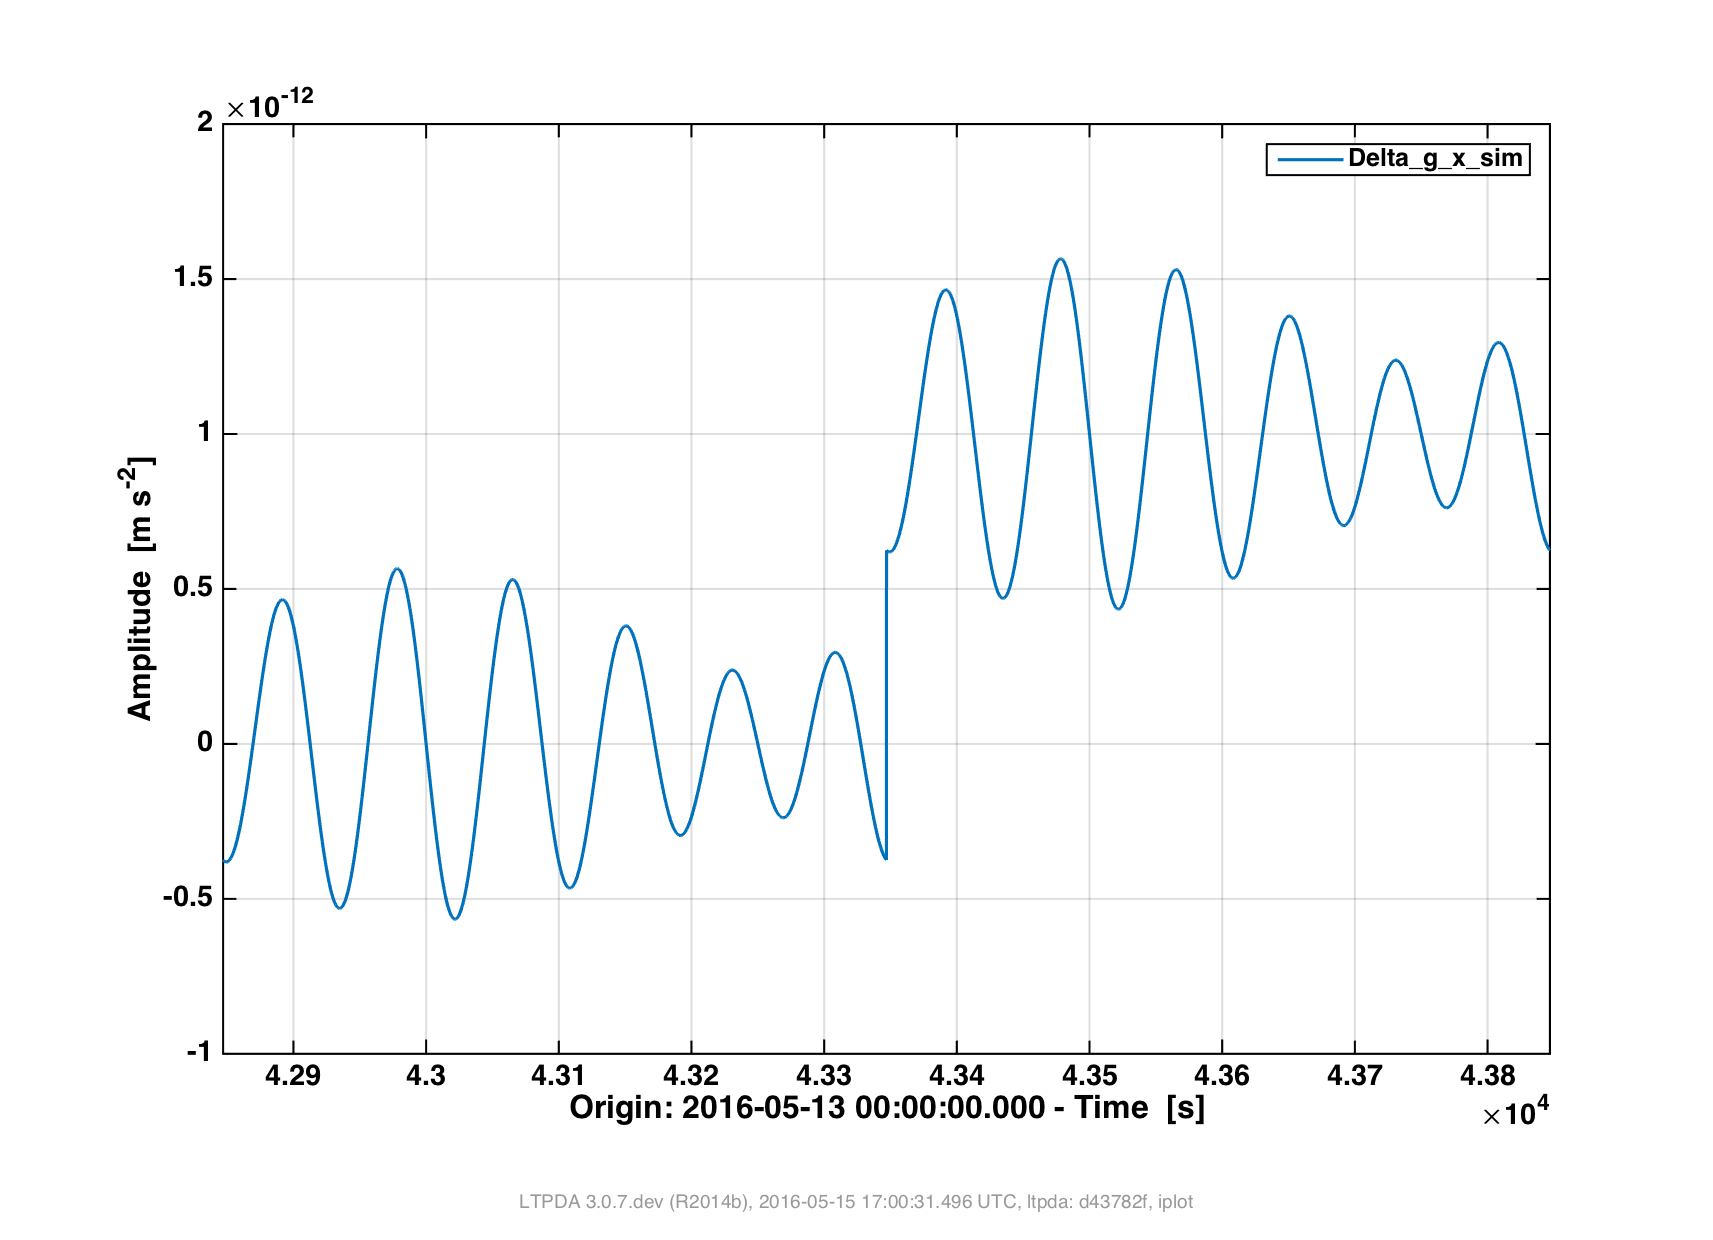 ×10-12
2
1.5
1
0.5
0
-0.5
-1
Amplitude [m s-2]
Delta_g_x_sim
4.29 4.3 4.31 4.32 4.33 4.34 4.35 4.36 4.37 4.38
Origin: 2016-05-13 00:00:00.000 - Time [s]
×104
LTPDA 3.0.7.dev (R2014b), 2016-05-15 17:00:31.496 UTC, ltpda: d43782f, iplot